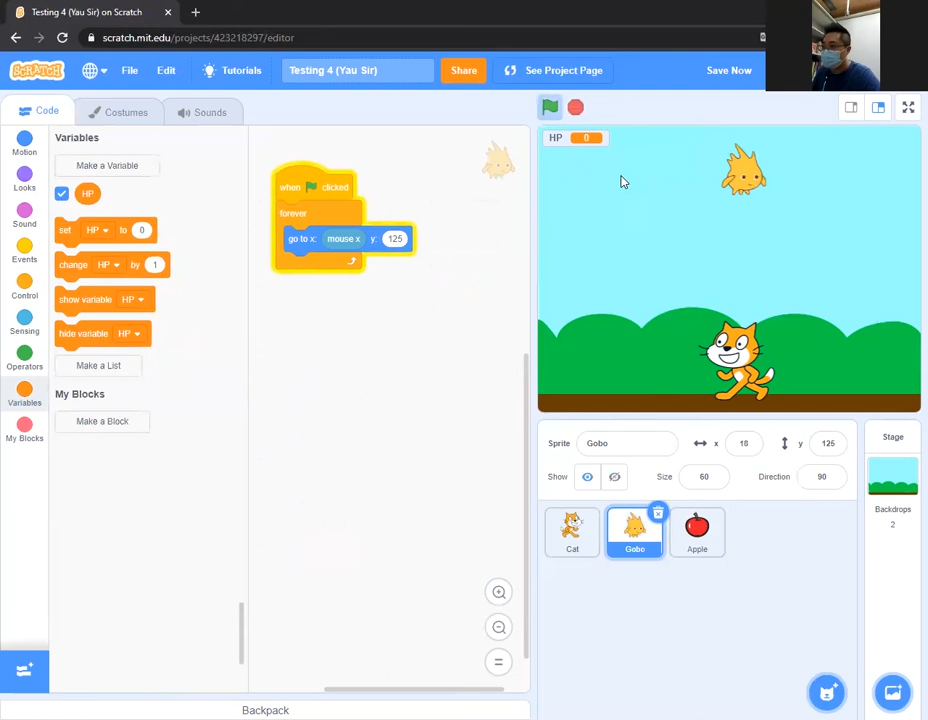 Testing 4 (Yau Sir) on Scratch
scratch.mit.edu/projects/423218297/editor
SCRATCH
File
Edit
Tutorials
Testing 4 (Yau Sir)
Share
See Project Page
Save Now
Code
Costumes
Sounds
Motion
Looks
Sound
Events
Control
Sensing
Operators
Variables
My Blocks
Variables
Make a Variable
HP
set HP to 0
change HP by 1
show variable HP
hide variable HP
Make a List
My Blocks
Make a Block
when clicked
forever
go to x: mouse x y: 125
Backpack
HP 0
Sprite Gobo x 18 y 125
Show Size 60 Direction 90
Cat
Gobo
Apple
Stage
Backdrops
2